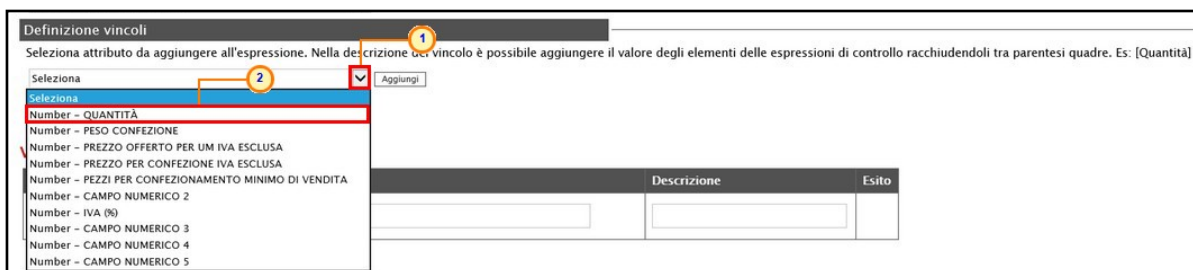 Definizione vincoli
1
Seleziona attributo da aggiungere all'espressione. Nella descrizione del vincolo è possibile aggiungere il valore degli elementi delle espressioni di controllo racchiudendoli tra parentesi quadre. Es: [Quantità]
Seleziona 2 Aggiungi
Seleziona
Number - QUANTITÀ
Number - PESO CONFEZIONE
Number - PREZZO OFFERTO PER UM IVA ESCLUSA
Number - PREZZO PER CONFEZIONE IVA ESCLUSA
Number - PEZZI PER CONFEZIONAMENTO MINIMO DI VENDITA
Descrizione Esito
Number - CAMPO NUMERICO 2
Number - IVA (%)
Number - CAMPO NUMERICO 3
Number - CAMPO NUMERICO 4
Number - CAMPO NUMERICO 5